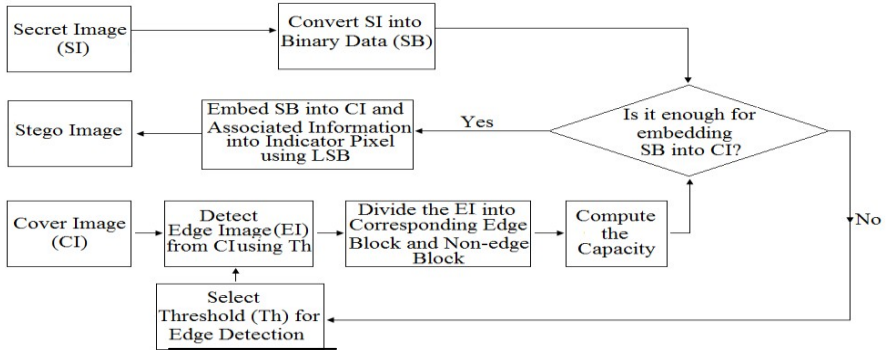 Secret Image
(SI)
Convert SI into
Binary Data (SB)
Stego Image
Embed SB into CI and
Associated Information
into Indicator Pixel
using LSB
Yes
Is it enough for
embedding
SB into CI?
No
Cover Image
(CI)
Detect
Edge Image(EI)
from CIusing Th
Divide the EI into
Corresponding Edge
Block and Non-edge
Block
Compute
the
Capacity
Select
Threshold (Th) for
Edge Detection